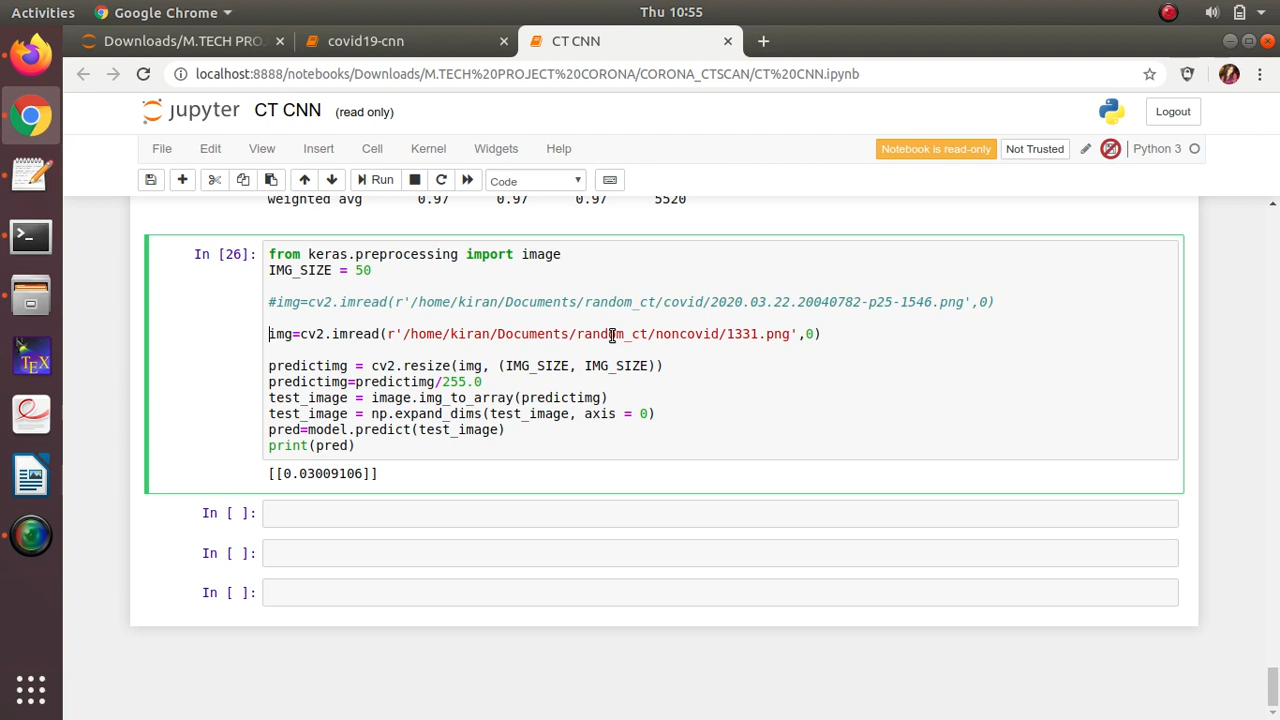 Activities Google Chrome Thu 10:55
Downloads/M.TECH PRO covid19-cnn CT CNN
localhost:8888/notebooks/Downloads/M.TECH%20PROJECT%20CORONA/CORONA_CTSCAN/CT%20CNN.ipynb
jupyter CT CNN (read only) Logout
File Edit View Insert Cell Kernel Widgets Help Notebook is read-only Not Trusted Python 3
Run Code
weighted avg 0.97 0.97 0.97 5520
In [26]: from keras.preprocessing import image
IMG_SIZE = 50
#img=cv2.imread(r'/home/kiran/Documents/random_ct/covid/2020.03.22.20040782-p25-1546.png',0)
img=cv2.imread(r'/home/kiran/Documents/random_ct/noncovid/1331.png',0)
predictimg = cv2.resize(img, (IMG_SIZE, IMG_SIZE))
predictimg=predictimg/255.0
test_image = image.img_to_array(predictimg)
test_image = np.expand_dims(test_image, axis = 0)
pred=model.predict(test_image)
print(pred)
[[0.03009106]]
In [ ]:
In [ ]:
In [ ]: